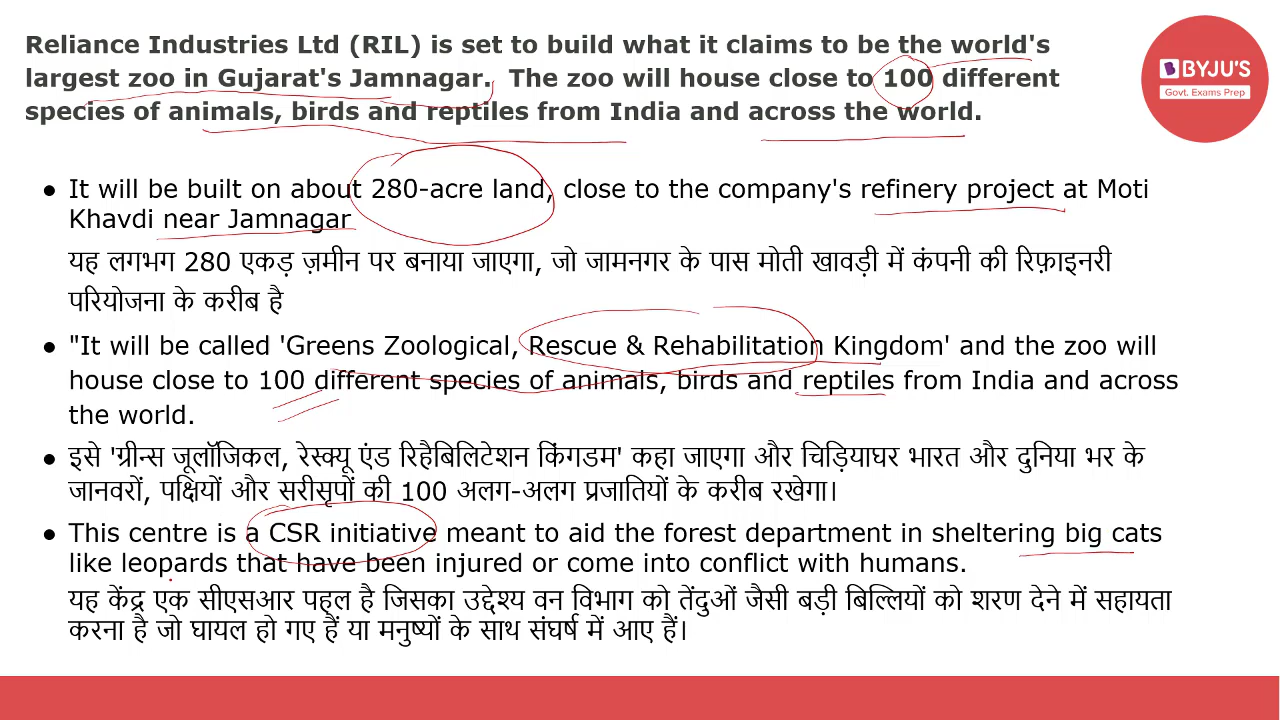 Reliance Industries Ltd (RIL) is set to build what it claims to be the world's
largest zoo in Gujarat's Jamnagar. The zoo will house close to 100 different
species of animals, birds and reptiles from India and across the world.
BYJU'S
Govt. Exams Prep
● It will be built on about 280-acre land, close to the company's refinery project at Moti
Khavdi near Jamnagar
यह लगभग 280 एकड़ ज़मीन पर बनाया जाएगा, जो जामनगर के पास मोती खावड़ी में कंपनी की रिफ़ाइनरी
परियोजना के करीब है
● "It will be called 'Greens Zoological, Rescue & Rehabilitation Kingdom' and the zoo will
house close to 100 different species of animals, birds and reptiles from India and across
the world.
● इसे 'ग्रीन्स जूलॉजिकल, रेस्क्यू एंड रिहैबिलिटेशन किंगडम' कहा जाएगा और चिड़ियाघर भारत और दुनिया भर के
जानवरों, पक्षियों और सरीसृपों की 100 अलग-अलग प्रजातियों के करीब रखेगा।
● This centre is a CSR initiative meant to aid the forest department in sheltering big cats
like leopards that have been injured or come into conflict with humans.
यह केंद्र एक सीएसआर पहल है जिसका उद्देश्य वन विभाग को तेंदुओं जैसी बड़ी बिल्लियों को शरण देने में सहायता
करना है जो घायल हो गए हैं या मनुष्यों के साथ संघर्ष में आए हैं।